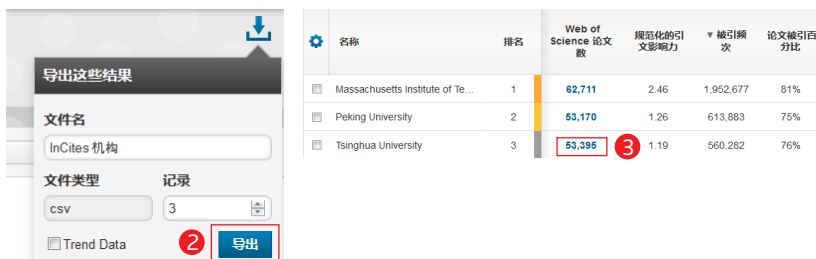 导出这些结果
文件名
InCites 机构
文件类型 记录
csv 3
Trend Data 2 导出
名称 排名 Web of Science 论文数 规范化的引文影响力 ▼被引频次 论文被引百分比
Massachusetts Institute of Te... 1 62,711 2.46 1,952,677 81%
Peking University 2 53,170 1.26 613,883 75%
Tsinghua University 3 53,395 3 1.19 560,282 76%